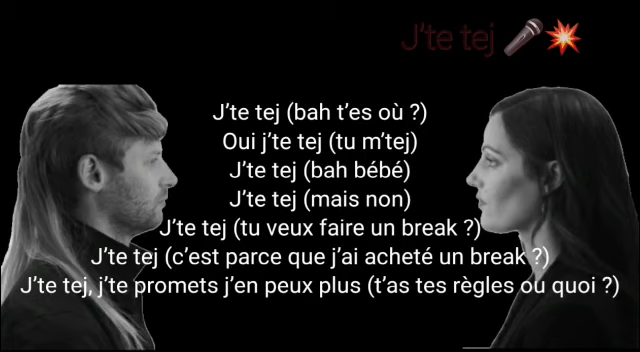 J'te tej 🎤💥
J'te tej (bah t'es où ?)
Oui j'te tej (tu m'tej)
J'te tej (bah bébé)
J'te tej (mais non)
J'te tej (tu veux faire un break ?)
J'te tej (c'est parce que j'ai acheté un break ?)
J'te tej, j'te promets j'en peux plus (t'as tes règles ou quoi ?)